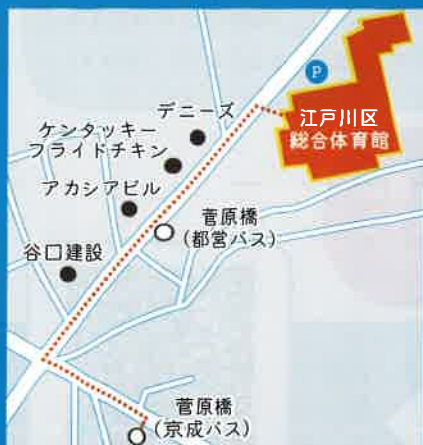 P
江戸川区
総合体育館
デニーズ
ケンタッキー
フライドチキン
アカシアビル
菅原橋
(都営バス)
谷口建設
菅原橋
(京成バス)